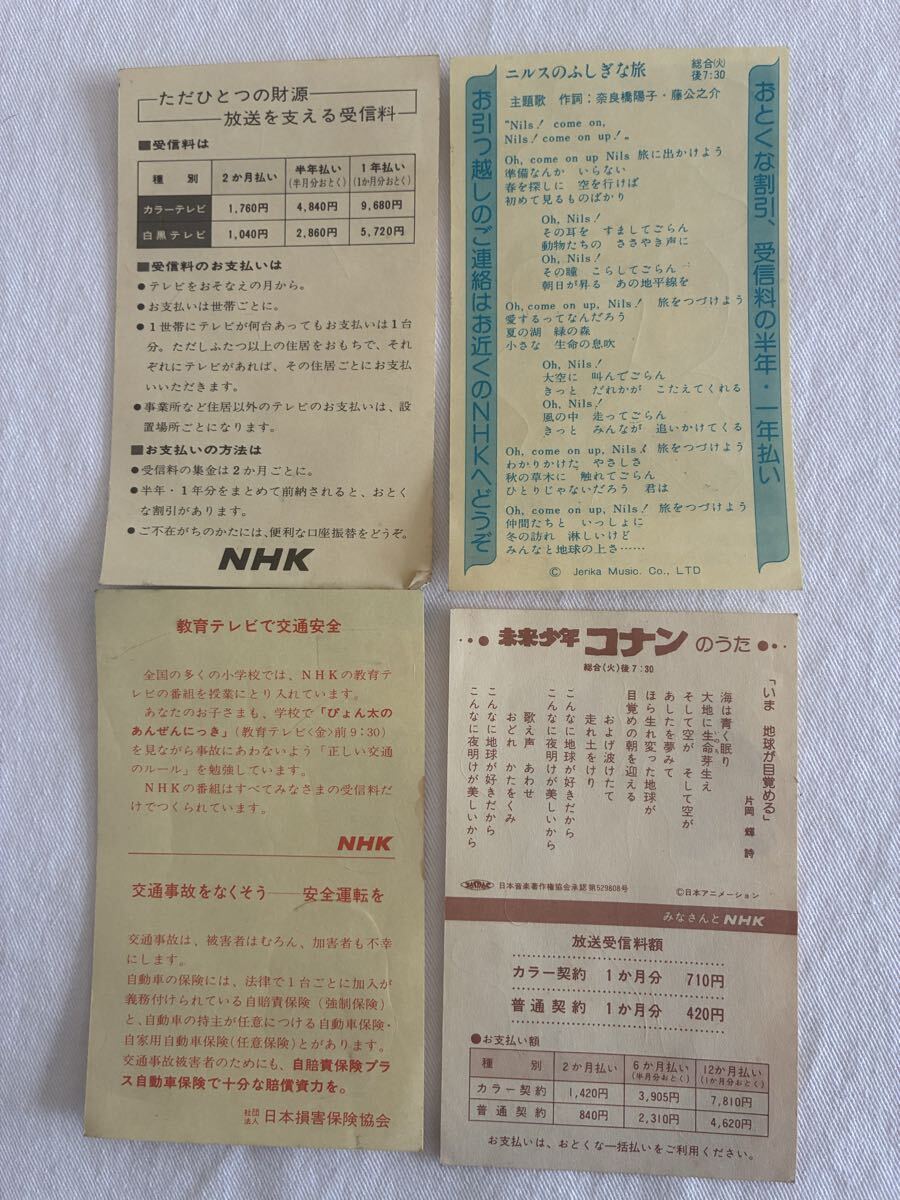 ただひとつの財源
放送を支える受信料
■受信料は
種別 2か月払い 半年払い(半月分おとく) 1年払い(1か月分おとく)
カラーテレビ 1,760円 4,840円 9,680円
白黒テレビ 1,040円 2,860円 5,720円
■受信料のお支払いは
●テレビをおそなえの月から。
●お支払いは世帯ごとに。
●1世帯にテレビが何台あってもお支払いは1台
分。ただしふたつ以上の住居をおもちで、それ
ぞれにテレビがあれば、その住居ごとにお支払
いいただきます。
●事業所など住居以外のテレビのお支払いは、設
置場所ごとになります。
■お支払いの方法は
●受信料の集金は2か月ごとに。
●半年・1年分をまとめて前納されると、おとく
な割引があります。
●ご不在がちのかたには、便利な口座振替をどうぞ。
NHK
おとくな割引、受信料の半年・一年払い
お引っ越しのご連絡はお近くのNHKへどうぞ
ニルスのふしぎな旅 総合(火)
後7:30
主題歌 作詞:奈良橋陽子・藤公之介
"Nils! come on,
Nils! come on up!"
Oh, come on up Nils 旅に出かけよう
準備なんか いらない
春を探しに 空を行けば
初めて見るものばかり
Oh, Nils!
その耳を すましてごらん
動物たちの ささやき声に
Oh, Nils!
その瞳 こらしてごらん
朝日が昇る あの地平線を
Oh, come on up, Nils! 旅をつづけよう
愛するってなんだろう
夏の湖 緑の森
小さな 生命の息吹
Oh, Nils!
大空に 叫んでごらん
きっと だれかが こたえてくれる
Oh, Nils!
風の中 走ってごらん
きっと みんなが 追いかけてくる
Oh, come on up, Nils! 旅をつづけよう
わかりかけた やさしさ
秋の草木に 触れてごらん
ひとりじゃないだろう 君は
Oh, come on up, Nils! 旅をつづけよう
仲間たちと いっしょに
冬の訪れ 淋しいけど
みんなと地球の上さ……
© Jerika Music. Co., LTD
教育テレビで交通安全
全国の多くの小学校では、NHKの教育テ
レビの番組を授業にとり入れています。
あなたのお子さまも、学校で「ぴょん太の
あんぜんにっき」(教育テレビ<金>前9:30)
を見ながら事故にあわないよう「正しい交通
のルール」を勉強しています。
NHKの番組はすべてみなさまの受信料だ
けでつくられています。
NHK
交通事故をなくそう――安全運転を
交通事故は、被害者はむろん、加害者も不幸
にします。
自動車の保険には、法律で1台ごとに加入が
義務付けられている自賠責保険(強制保険)
と、自動車の持主が任意につける自動車保険・
自家用自動車保険(任意保険)とがあります。
交通事故被害者のためにも、自賠責保険プラ
ス自動車保険で十分な賠償資力を。
社団法人 日本損害保険協会
未来少年コナンのうた
総合(火)後7:30
「いま 地球が目覚める」
片岡 輝 詩
海は青く眠り
大地に生命芽生え
いのち
そして空が そして空が
あしたを夢みて
ほら生れ変った地球が
目覚めの朝を迎える
およげ波けたて
走れ土をけり
こんなに地球が好きだから
こんなに夜明けが美しいから
歌え声 あわせ
おどれ かたをくみ
こんなに地球が好きだから
こんなに夜明けが美しいから
JASRAC 日本音楽著作権協会承認第529808号
©日本アニメーション
みなさんとNHK
放送受信料額
カラー契約 1か月分 710円
普通契約 1か月分 420円
●お支払い額
種別 2か月払い 6か月払い(半月分おとく) 12か月払い(1か月分おとく)
カラー契約 1,420円 3,905円 7,810円
普通契約 840円 2,310円 4,620円
お支払いは、おとくな一括払いをご利用ください。